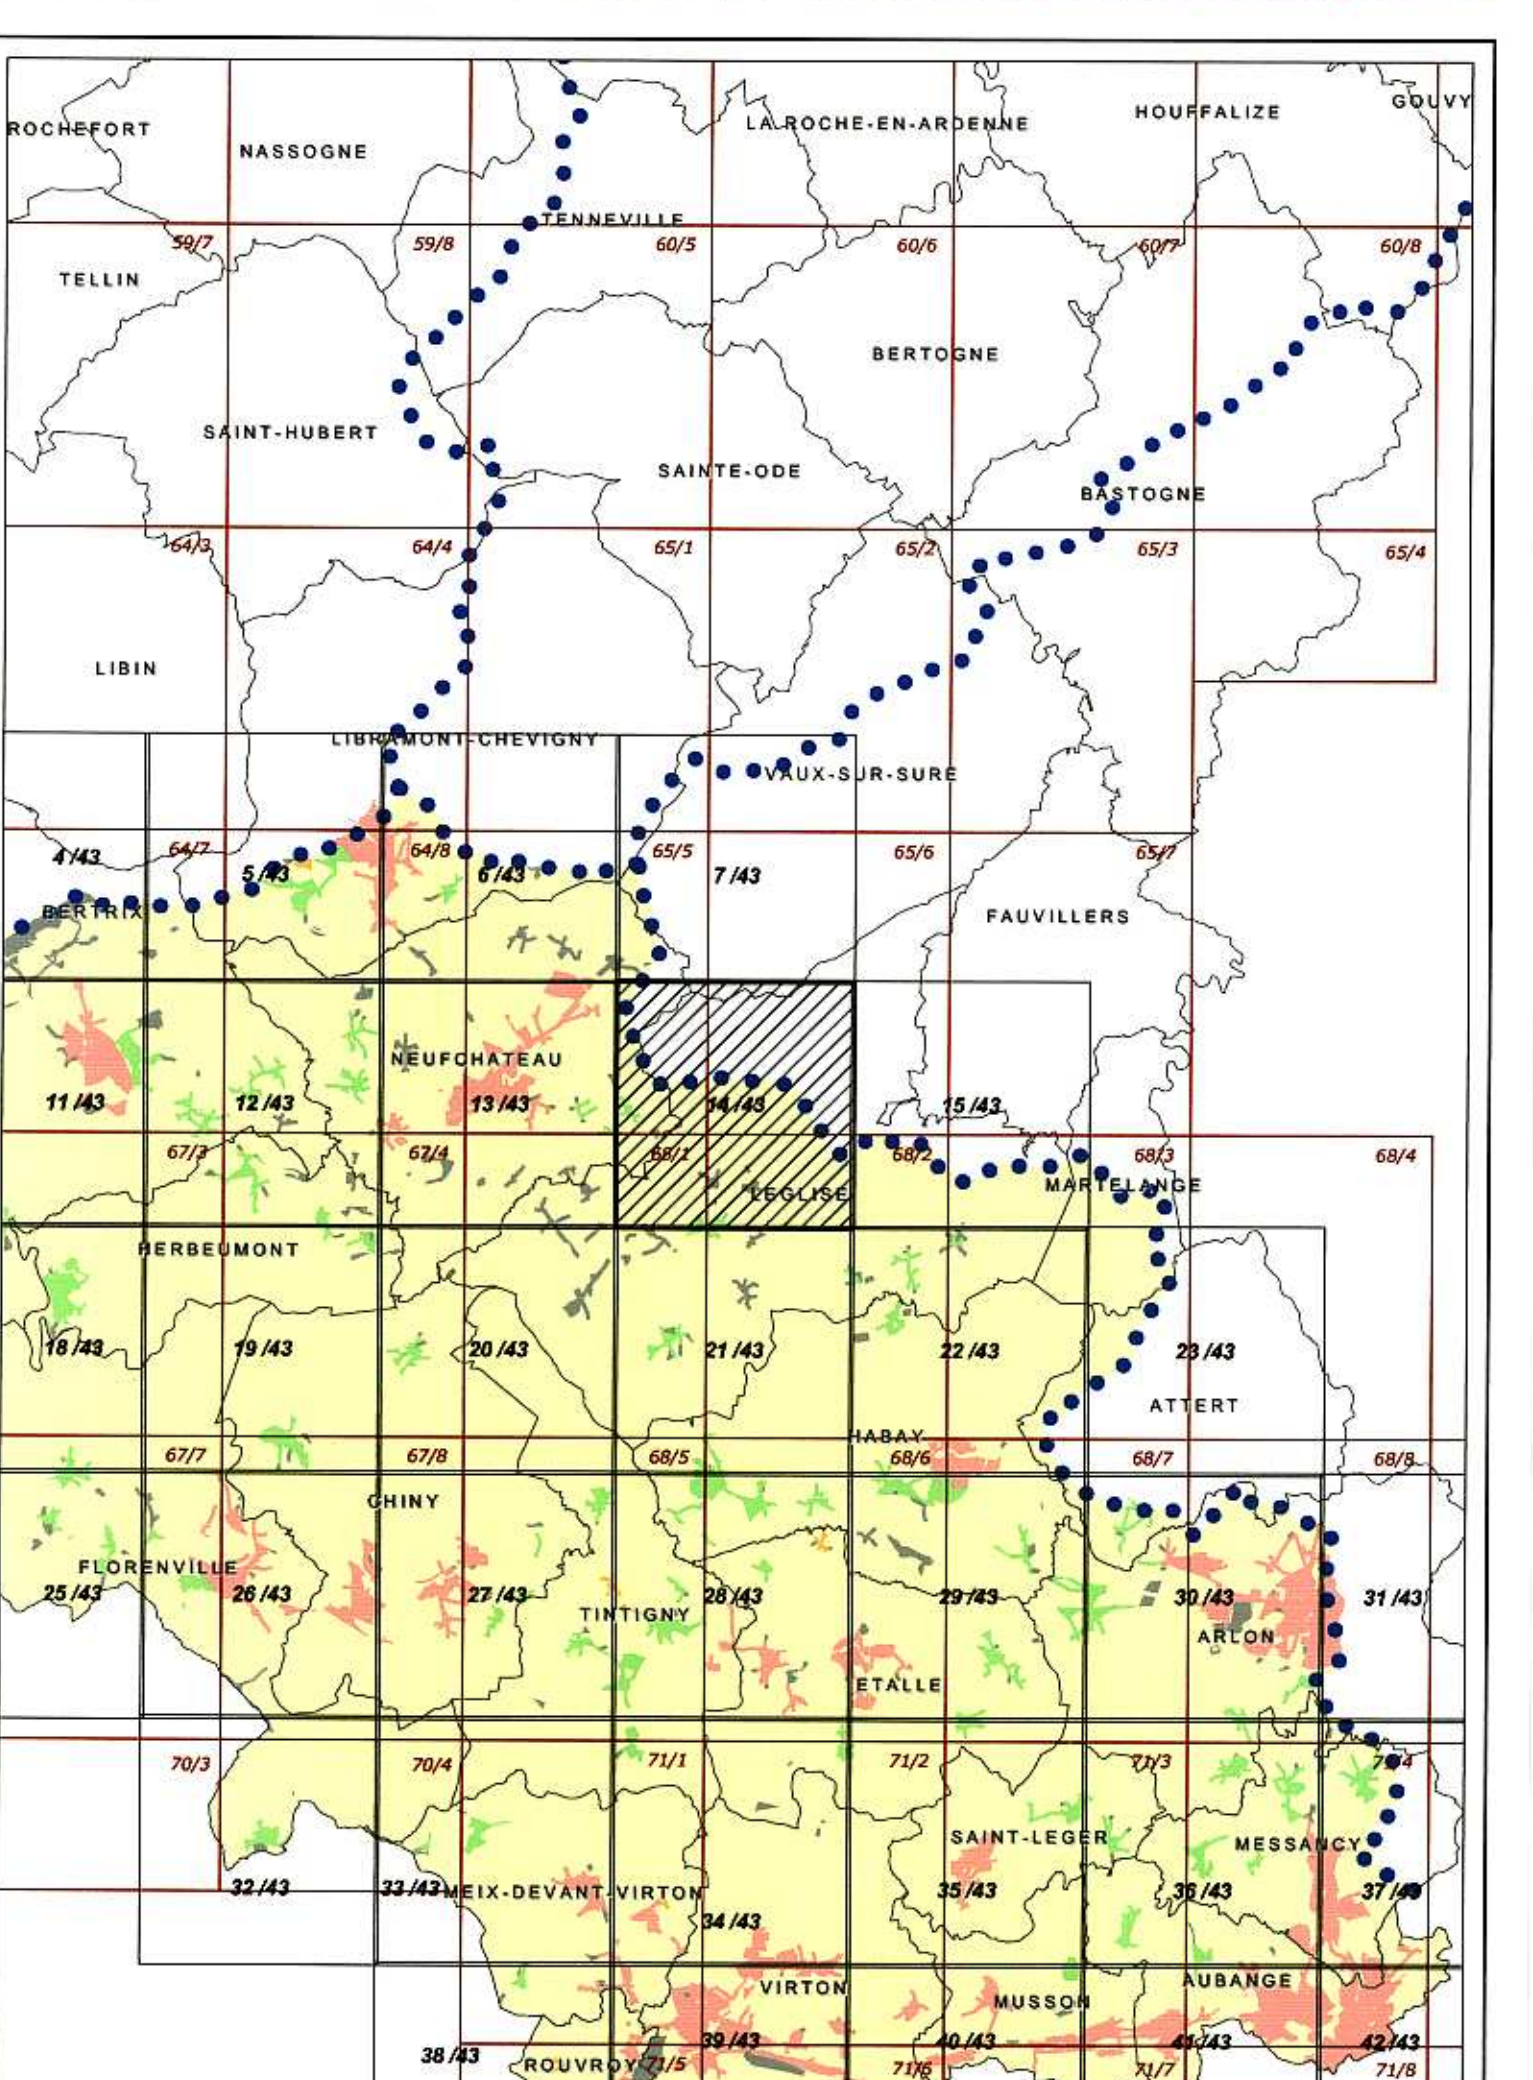 GOUVY
ROCHEFORT
HOUFFALIZE
LA ROCHE-EN-ARDENNE
NASSOGNE
TENNEVILLE
59/7
59/8
60/5
60/6
60/7
60/8
TELLIN
BERTOGNE
SAINT-HUBERT
SAINTE-ODE
BASTOGNE
64/3
64/4
65/1
65/2
65/3
65/4
LIBIN
LIBRAMONT-CHEVIGNY
VAUX-SUR-SURE
4/43
64/7
64/8
65/5
65/6
65/7
5/43
6/43
7/43
BERTRIX
FAUVILLERS
NEUFCHATEAU
11/43
12/43
13/43
14/43
15/43
67/3
67/4
68/1
68/2
68/3
68/4
MARTELANGE
LEGLISE
HERBEUMONT
18/43
19/43
20/43
21/43
22/43
23/43
ATTERT
HABAY
67/7
67/8
68/5
68/6
68/7
68/8
CHINY
FLORENVILLE
25/43
26/43
27/43
28/43
29/43
30/43
31/43
TINTIGNY
ARLON
ETALLE
70/3
70/4
71/1
71/2
71/3
71/4
SAINT-LEGER
MESSANCY
32/43
33/43
MEIX-DEVANT-VIRTON
35/43
36/43
37/43
34/43
VIRTON
AUBANGE
MUSSON
38/43
39/43
40/43
41/43
42/43
ROUVROY
71/5
71/6
71/7
71/8